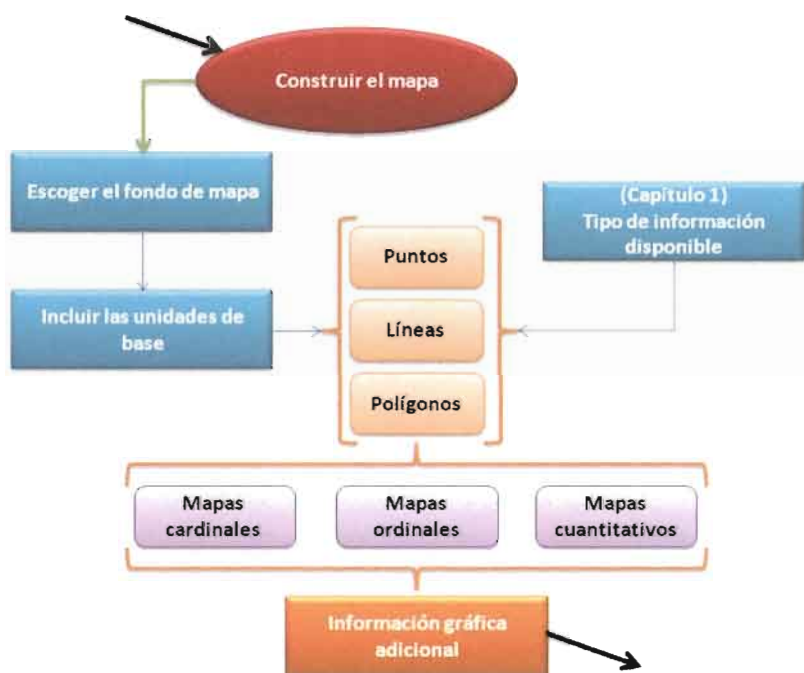 Construir el mapa
Escoger el fondo de mapa
(Capítulo 1)
Tipo de información
disponible
Puntos
Incluir las unidades de
base
Líneas
Polígonos
Mapas
cardinales
Mapas
ordinales
Mapas
cuantitativos
Información gráfica
adicional